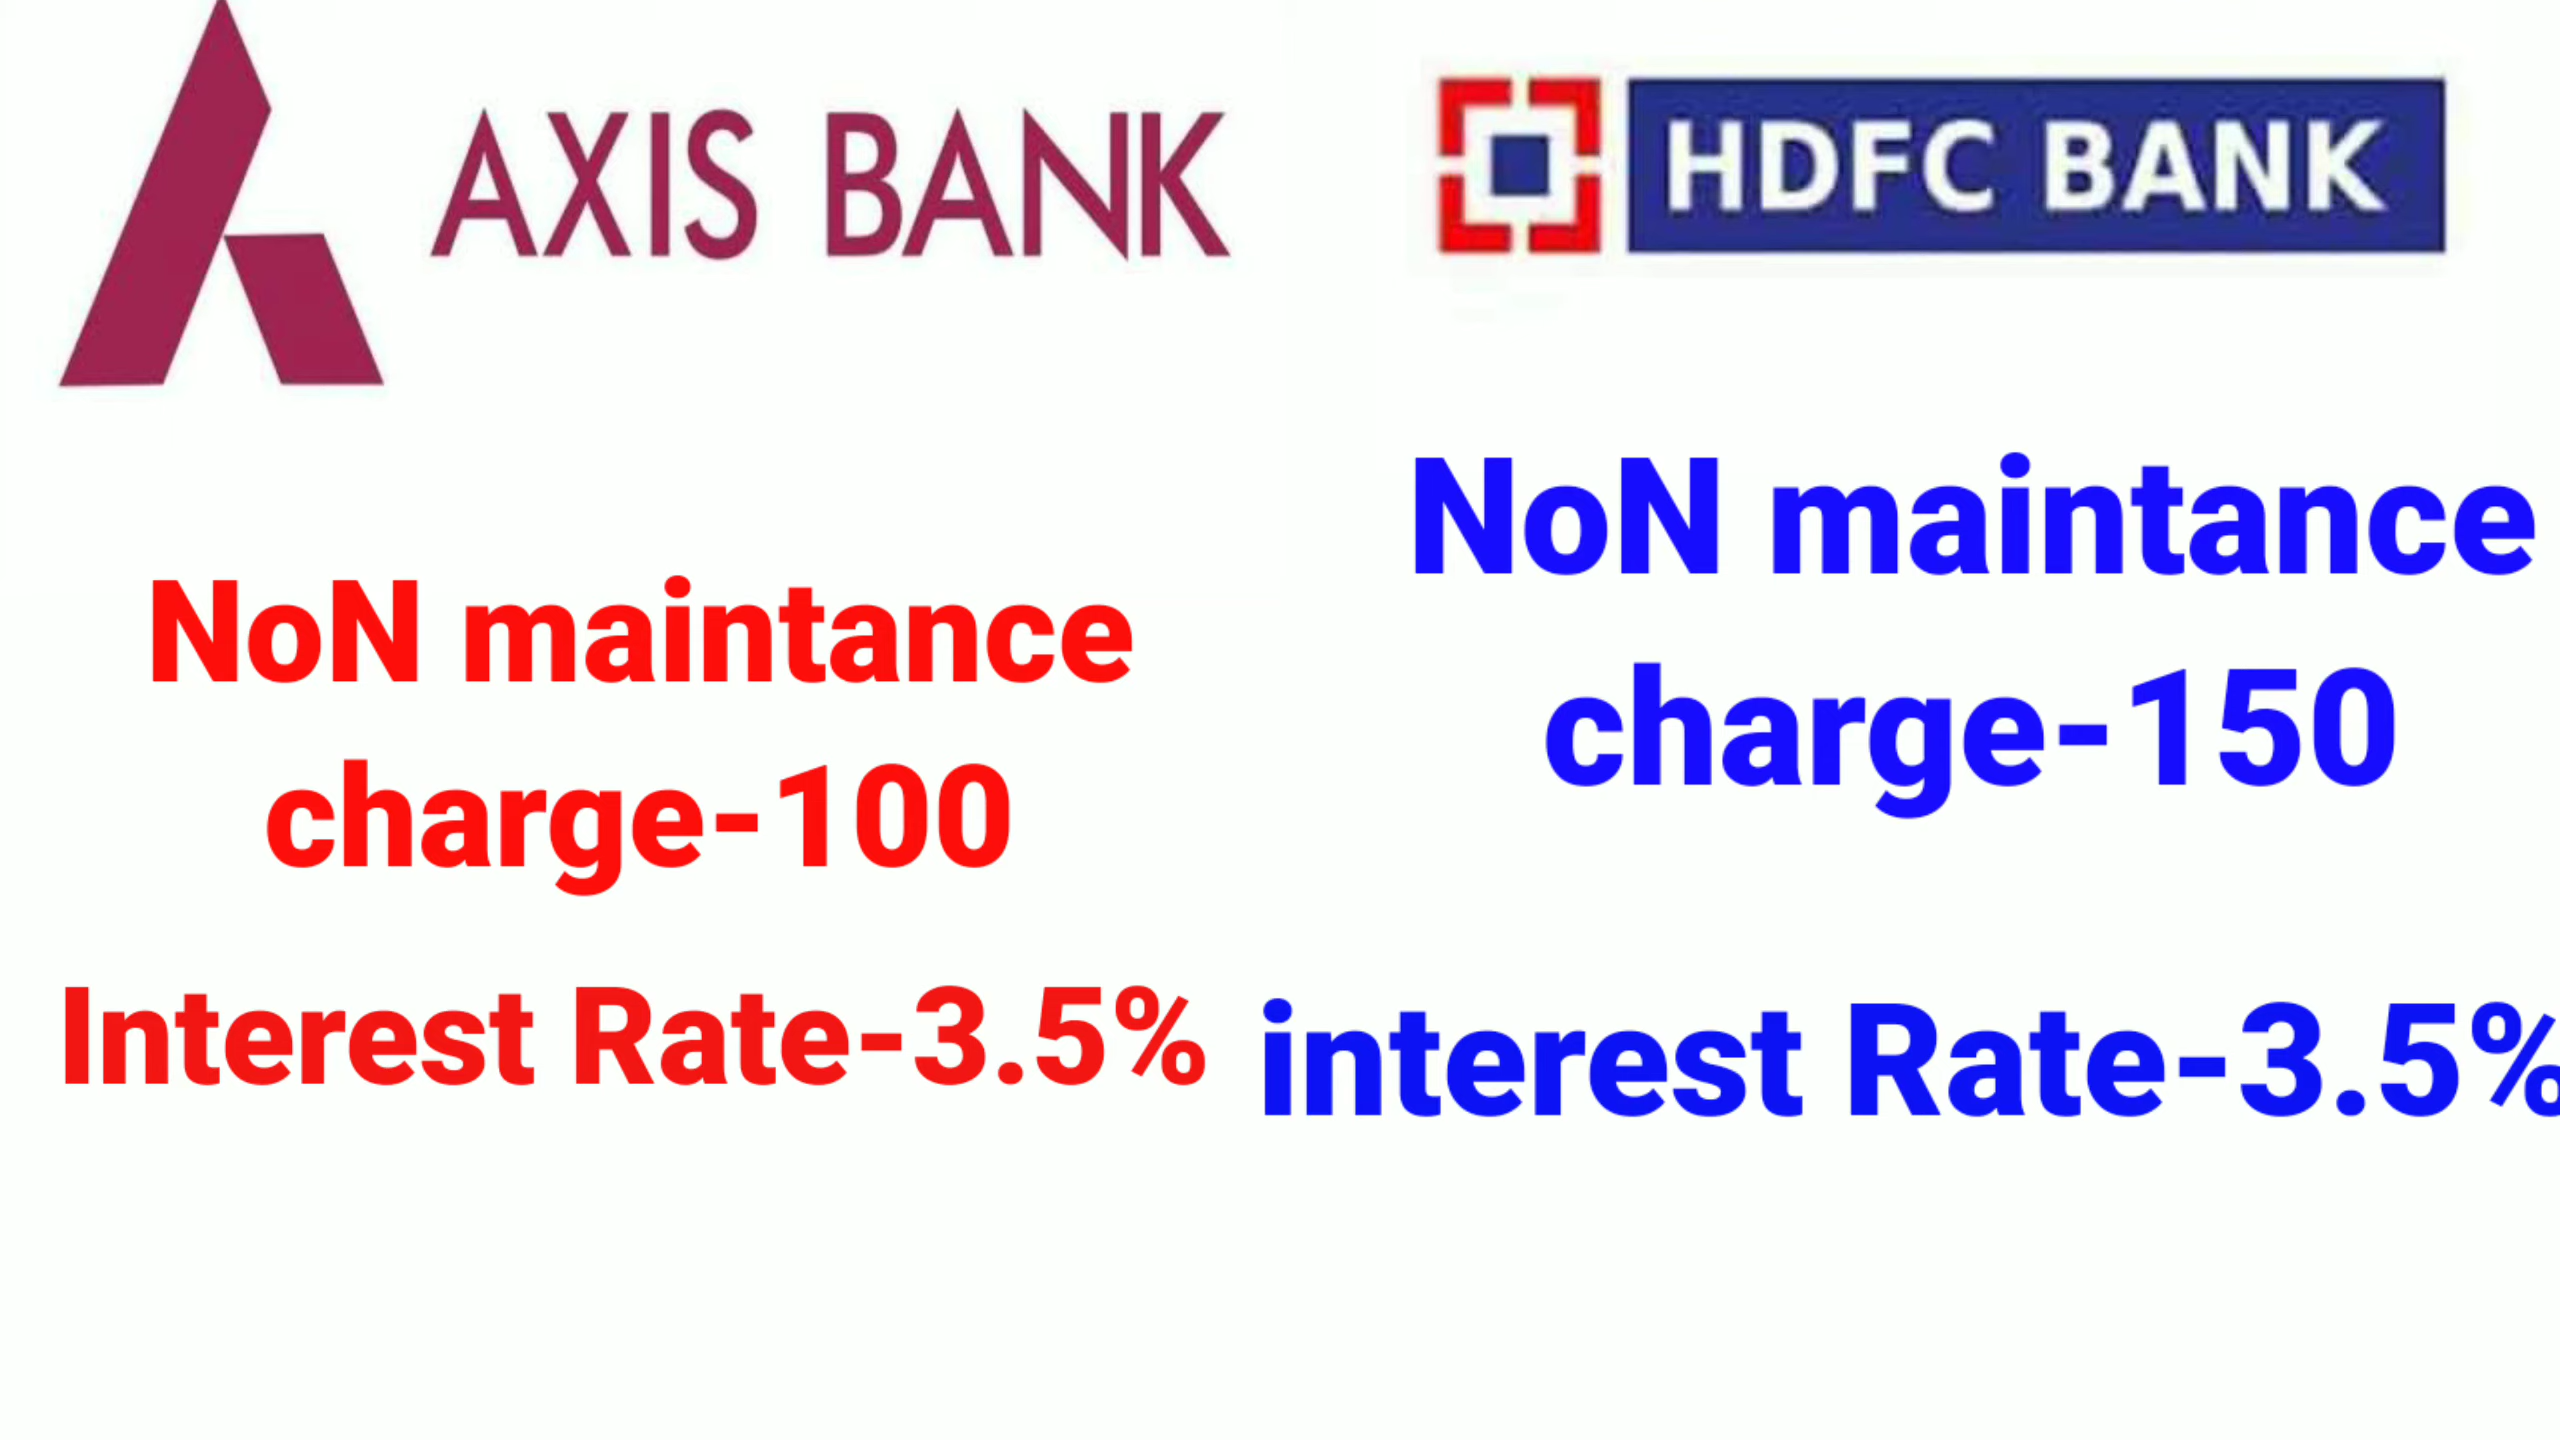 AXIS BANK
HDFC BANK
NoN maintance
charge-100
Interest Rate-3.5%
NoN maintance
charge-150
interest Rate-3.5%